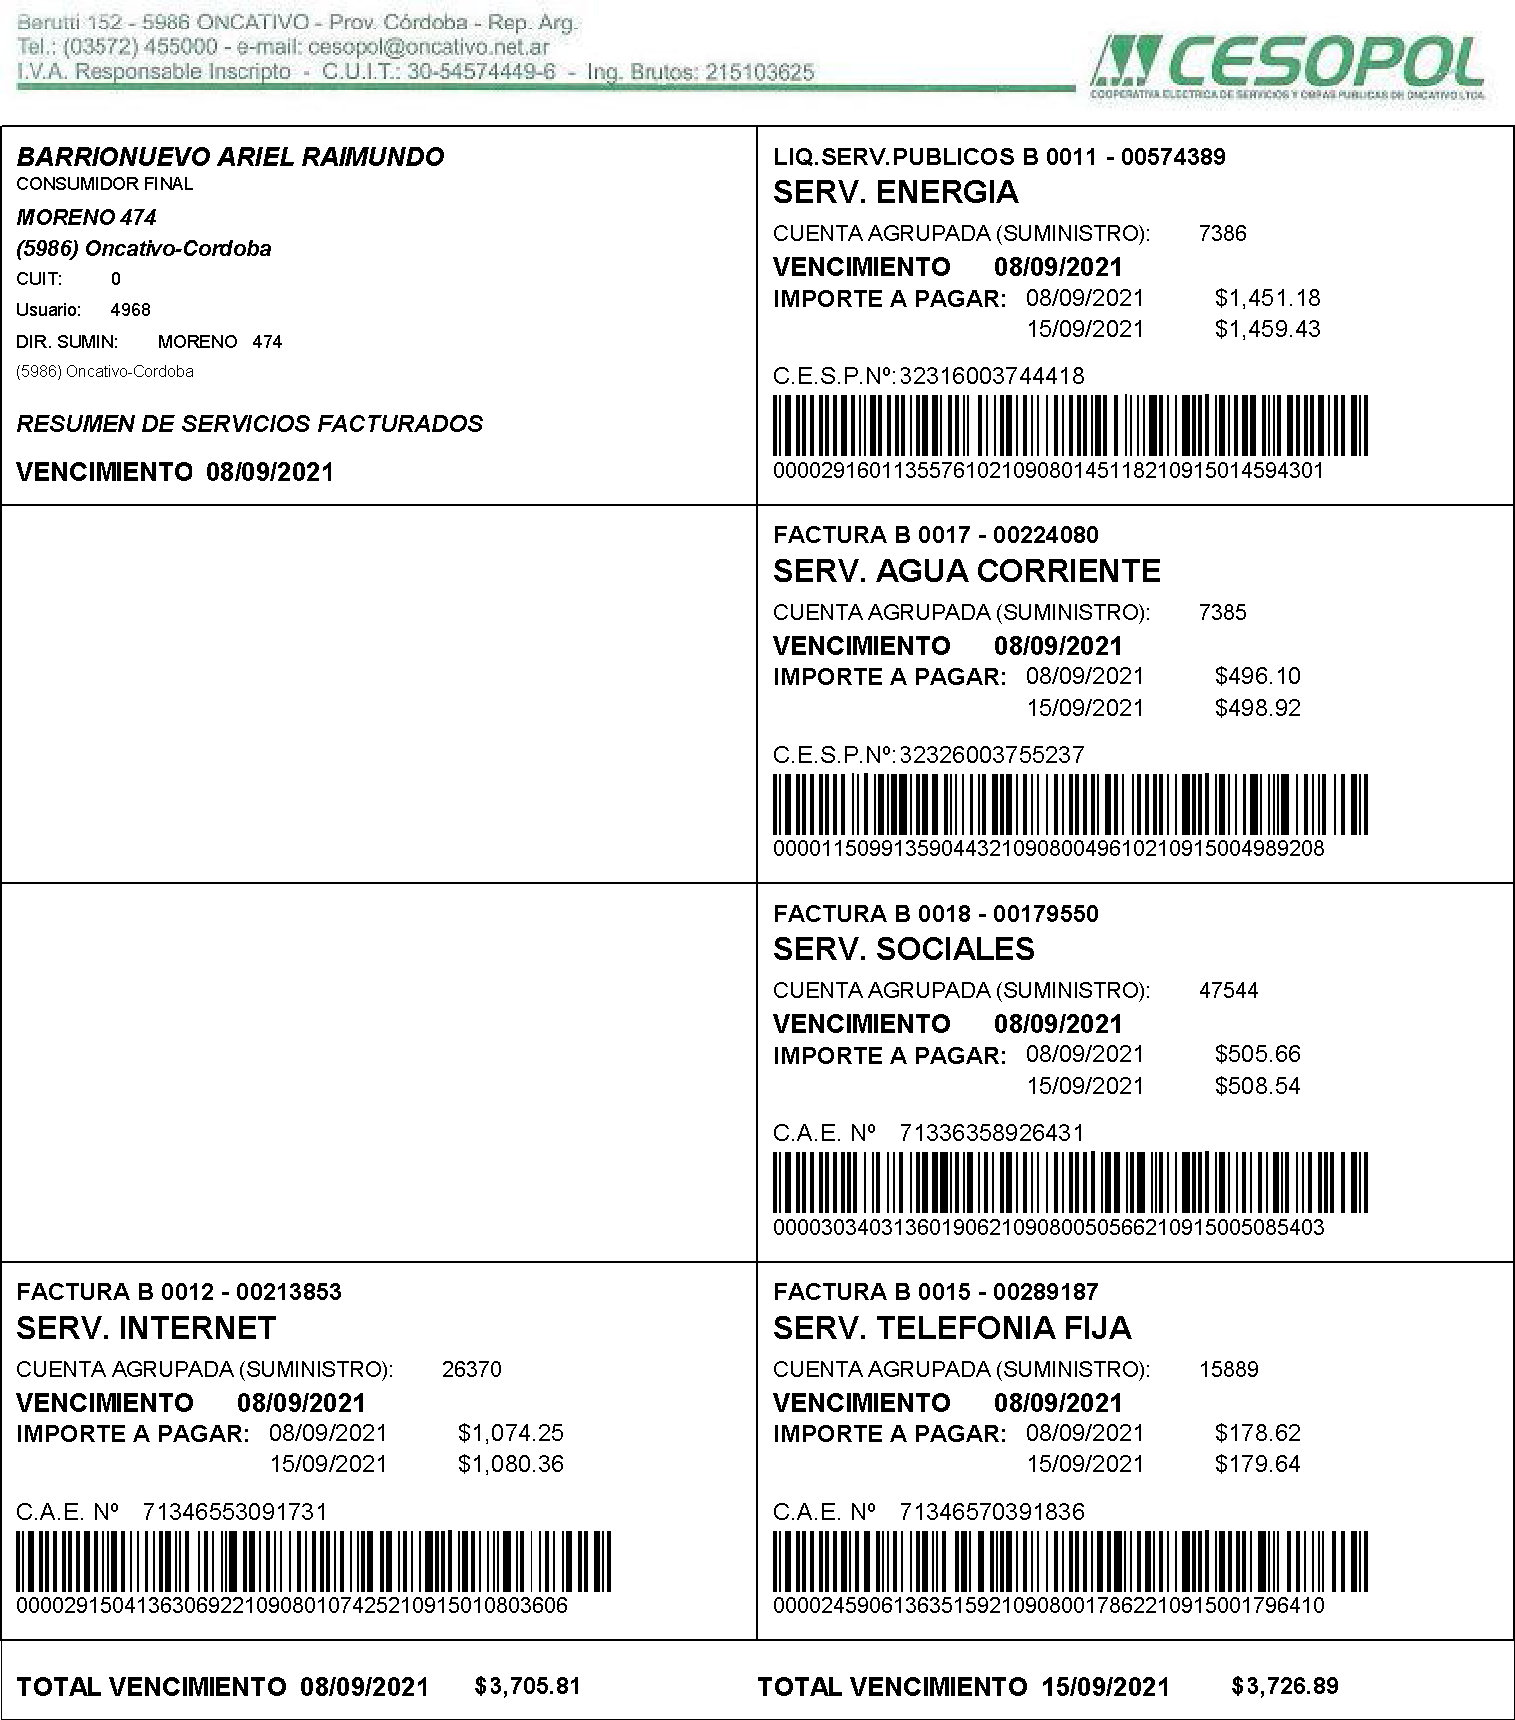 Berutti 152 - 5986 ONCATIVO - Prov. Córdoba - Rep. Arg.
Tel.: (03572) 455000 - e-mail: cesopol@oncativo.net.ar
I.V.A. Responsable Inscripto - C.U.I.T.: 30-54574449-6 - Ing. Brutos: 215103625
CESOPOL
COOPERATIVA ELECTRICA DE SERVICIOS Y OBRAS PUBLICAS DE ONCATIVO LTDA.
BARRIONUEVO ARIEL RAIMUNDO
CONSUMIDOR FINAL
MORENO 474
(5986) Oncativo-Cordoba
CUIT: 0
Usuario: 4968
DIR. SUMIN: MORENO 474
(5986) Oncativo-Cordoba
RESUMEN DE SERVICIOS FACTURADOS
VENCIMIENTO 08/09/2021
LIQ.SERV.PUBLICOS B 0011 - 00574389
SERV. ENERGIA
CUENTA AGRUPADA (SUMINISTRO): 7386
VENCIMIENTO 08/09/2021
IMPORTE A PAGAR: 08/09/2021 $1,451.18
15/09/2021 $1,459.43
C.E.S.P.Nº: 32316003744418
0000291601135576102109080145118210915014594301
FACTURA B 0017 - 00224080
SERV. AGUA CORRIENTE
CUENTA AGRUPADA (SUMINISTRO): 7385
VENCIMIENTO 08/09/2021
IMPORTE A PAGAR: 08/09/2021 $496.10
15/09/2021 $498.92
C.E.S.P.Nº: 32326003755237
0000115099135904432109080049610210915004989208
FACTURA B 0018 - 00179550
SERV. SOCIALES
CUENTA AGRUPADA (SUMINISTRO): 47544
VENCIMIENTO 08/09/2021
IMPORTE A PAGAR: 08/09/2021 $505.66
15/09/2021 $508.54
C.A.E. Nº 71336358926431
0000303403136019062109080050566210915005085403
FACTURA B 0012 - 00213853
SERV. INTERNET
CUENTA AGRUPADA (SUMINISTRO): 26370
VENCIMIENTO 08/09/2021
IMPORTE A PAGAR: 08/09/2021 $1,074.25
15/09/2021 $1,080.36
C.A.E. Nº 71346553091731
0000291504136306922109080107425210915010803606
FACTURA B 0015 - 00289187
SERV. TELEFONIA FIJA
CUENTA AGRUPADA (SUMINISTRO): 15889
VENCIMIENTO 08/09/2021
IMPORTE A PAGAR: 08/09/2021 $178.62
15/09/2021 $179.64
C.A.E. Nº 71346570391836
0000245906136351592109080017862210915001796410
TOTAL VENCIMIENTO 08/09/2021 $3,705.81
TOTAL VENCIMIENTO 15/09/2021 $3,726.89